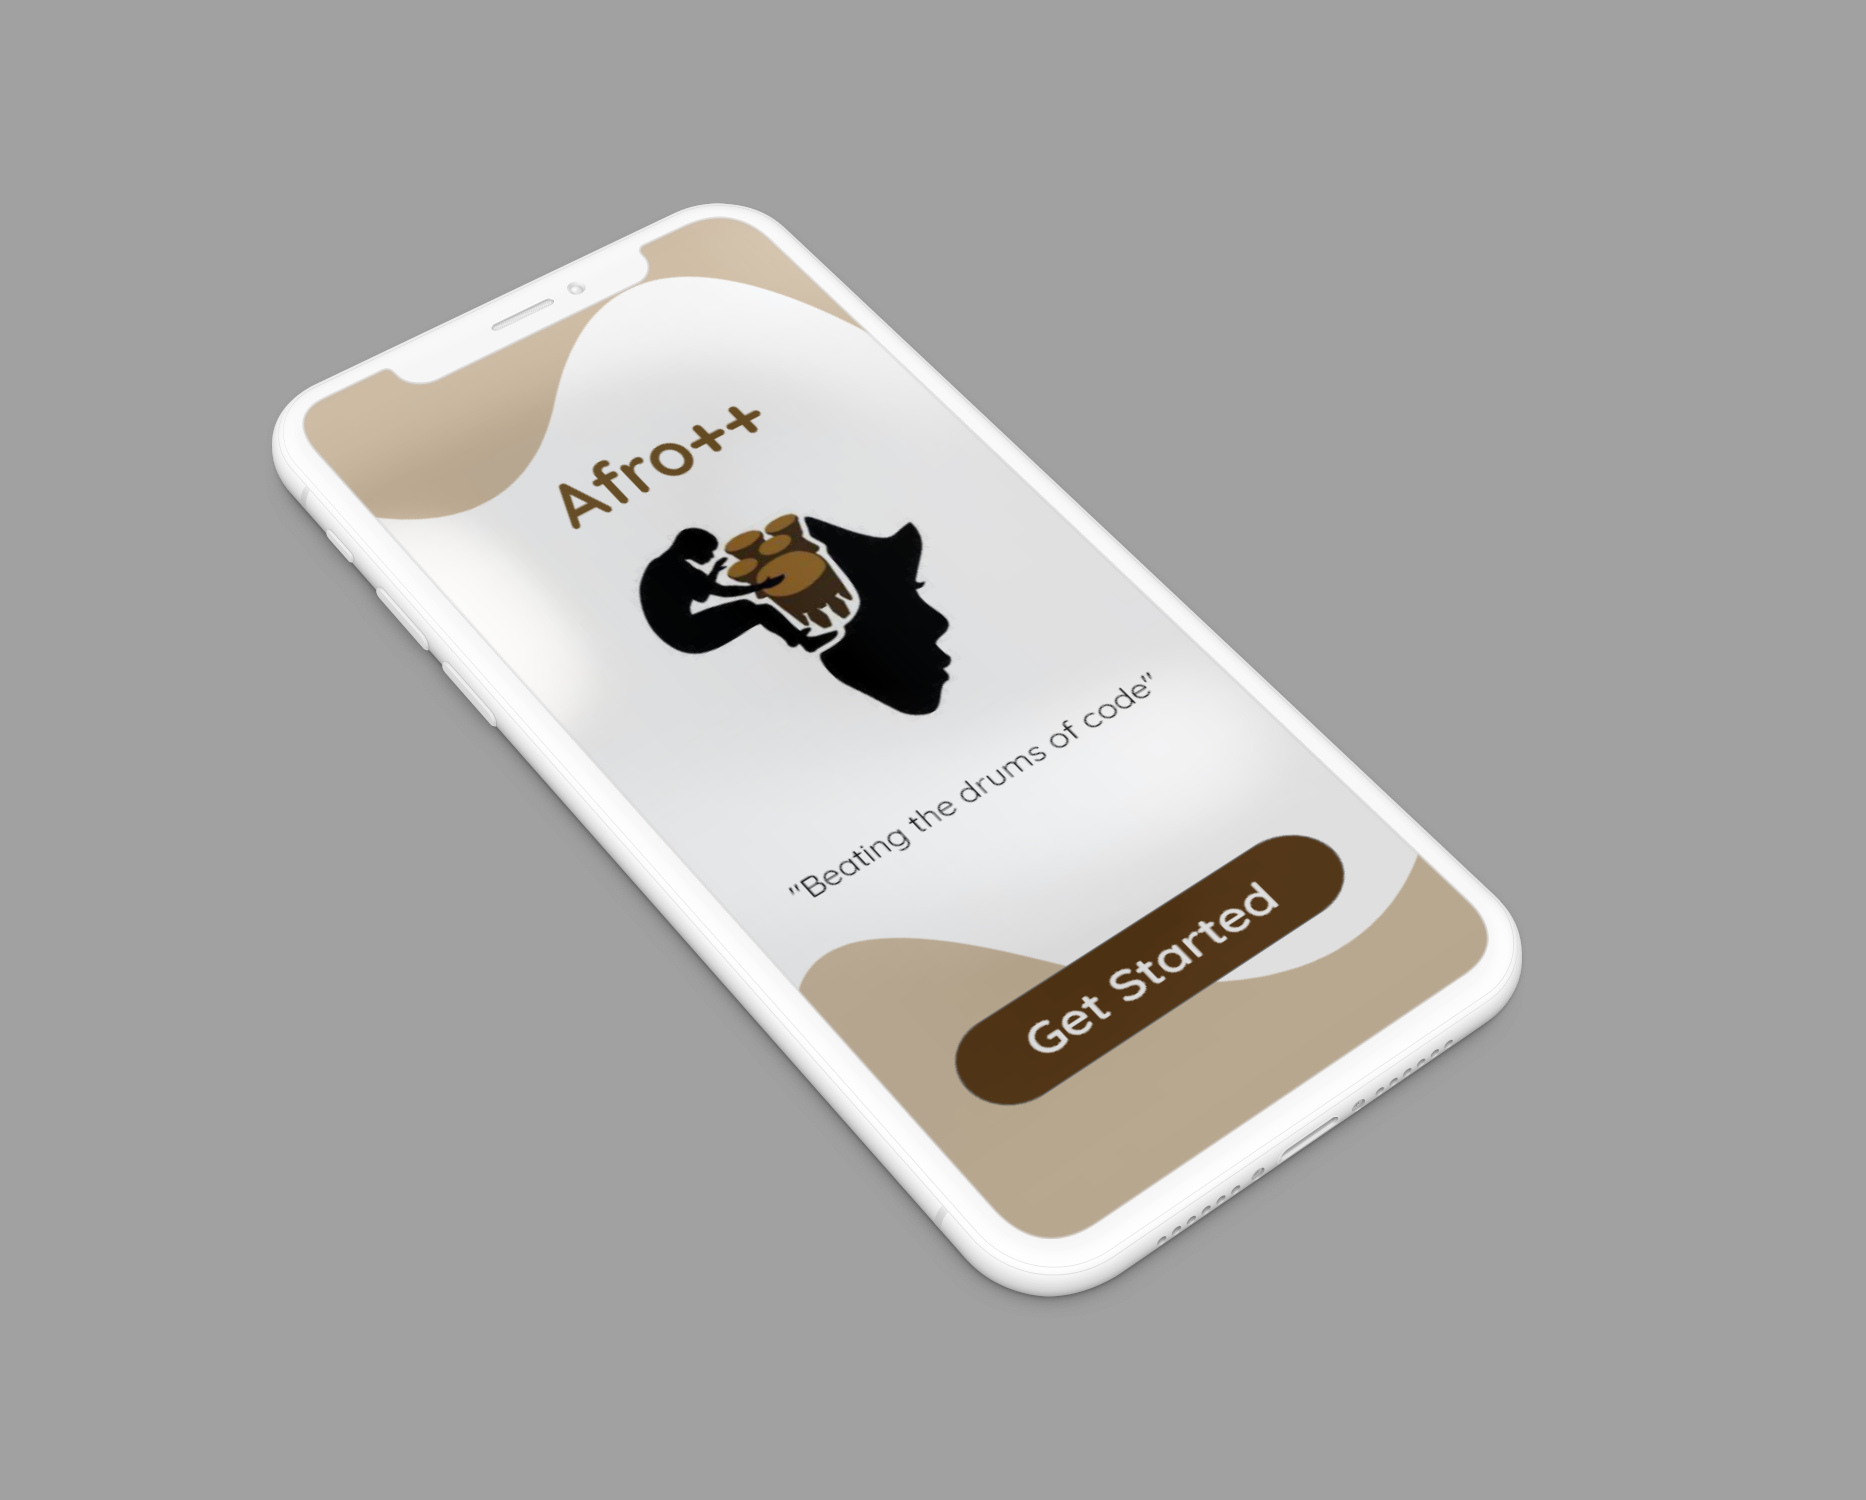 Afro++
"Beating the drums of code"
Get Started